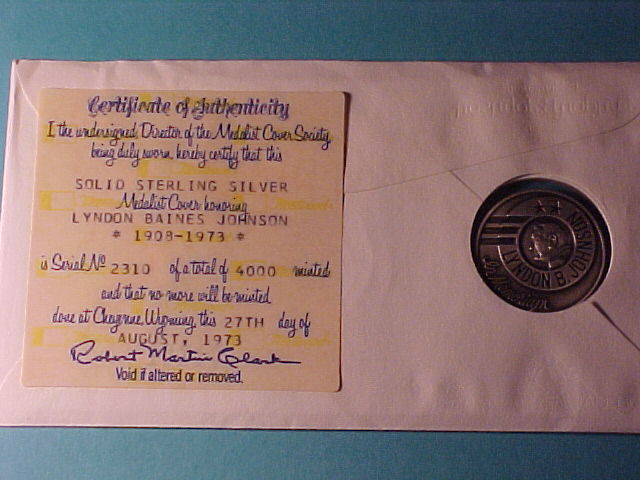 Certificate of Authenticity
I the undersigned Director of the Medalist Cover Society,
being duly sworn hereby certify that this
SOLID STERLING SILVER
Medalist Cover honoring
LYNDON BAINES JOHNSON
* 1908-1973 *
is Serial No 2310 of a total of 4000 minted
and that no more will be minted
done at Cheyenne, Wyoming, this 27TH day of
AUGUST, 1973
Robert Martin Clark
Void if altered or removed.
LYNDON B. JOHNSON
In Memoriam